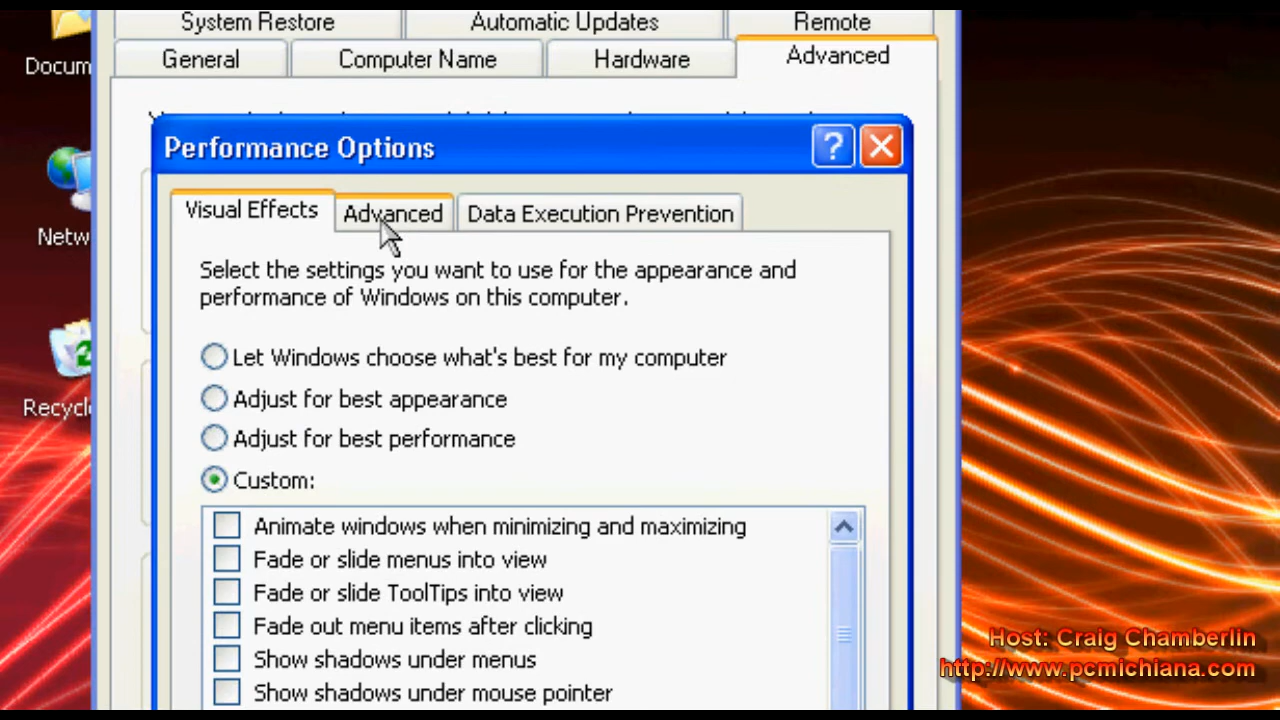 System Restore
Automatic Updates
Remote
General
Computer Name
Hardware
Advanced
Docum
Netw
Recycl
Performance Options
Visual Effects
Advanced
Data Execution Prevention
Select the settings you want to use for the appearance and
performance of Windows on this computer.
Let Windows choose what's best for my computer
Adjust for best appearance
Adjust for best performance
Custom:
Animate windows when minimizing and maximizing
Fade or slide menus into view
Fade or slide ToolTips into view
Fade out menu items after clicking
Show shadows under menus
Show shadows under mouse pointer
Host: Craig Chamberlin
http://www.pcmichiana.com